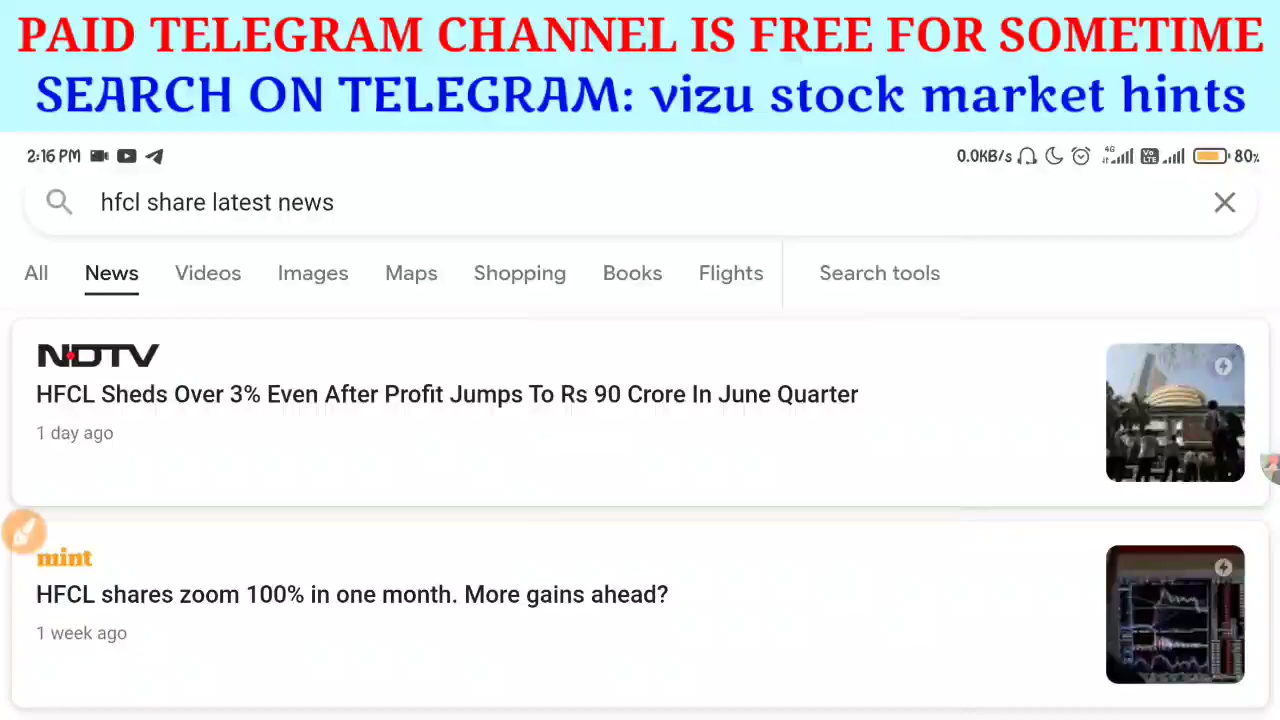 PAID TELEGRAM CHANNEL IS FREE FOR SOMETIME
SEARCH ON TELEGRAM: vizu stock market hints
2:16 PM 0.0KB/s 4G Vo LTE 80%
hfcl share latest news
All News Videos Images Maps Shopping Books Flights Search tools
NDTV
HFCL Sheds Over 3% Even After Profit Jumps To Rs 90 Crore In June Quarter
1 day ago
mint
HFCL shares zoom 100% in one month. More gains ahead?
1 week ago